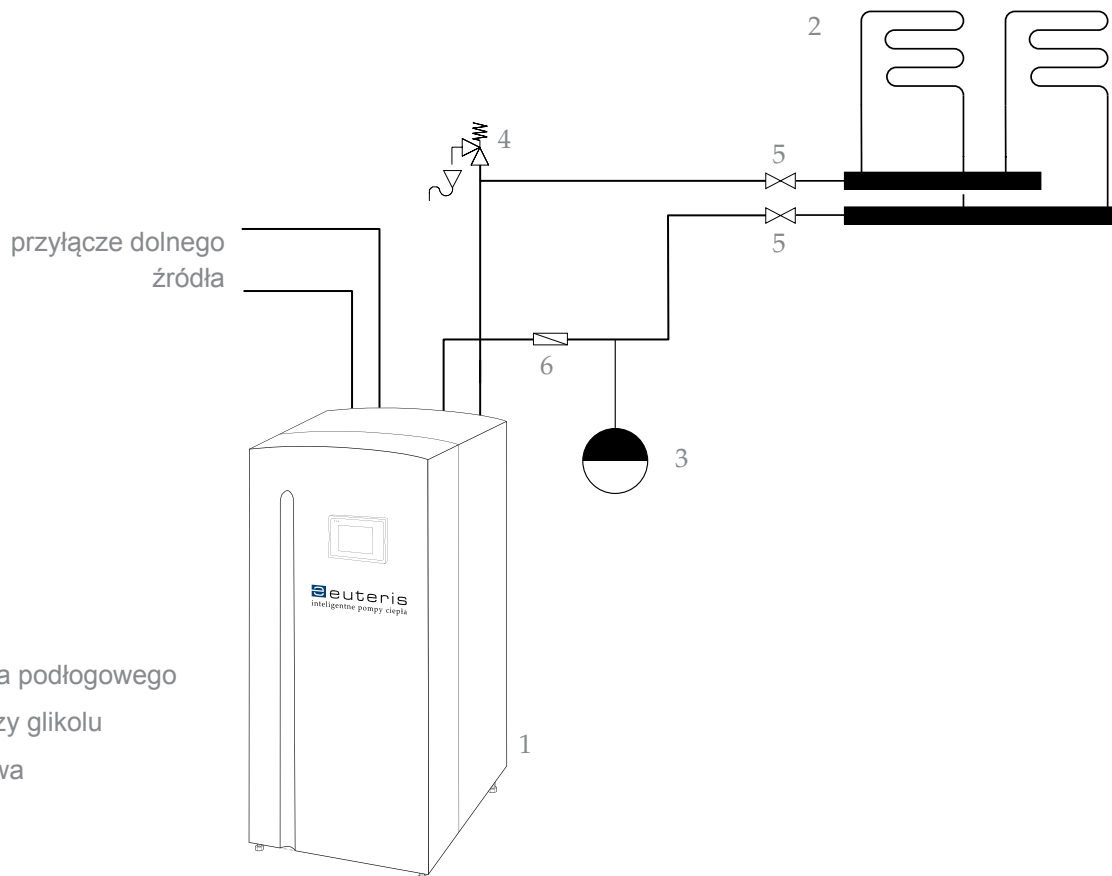 2
4
5
przyłącze dolnego
źródła
5
6
3
euteris
inteligentne pompy ciepła
a podłogowego
zy glikolu
wa
1